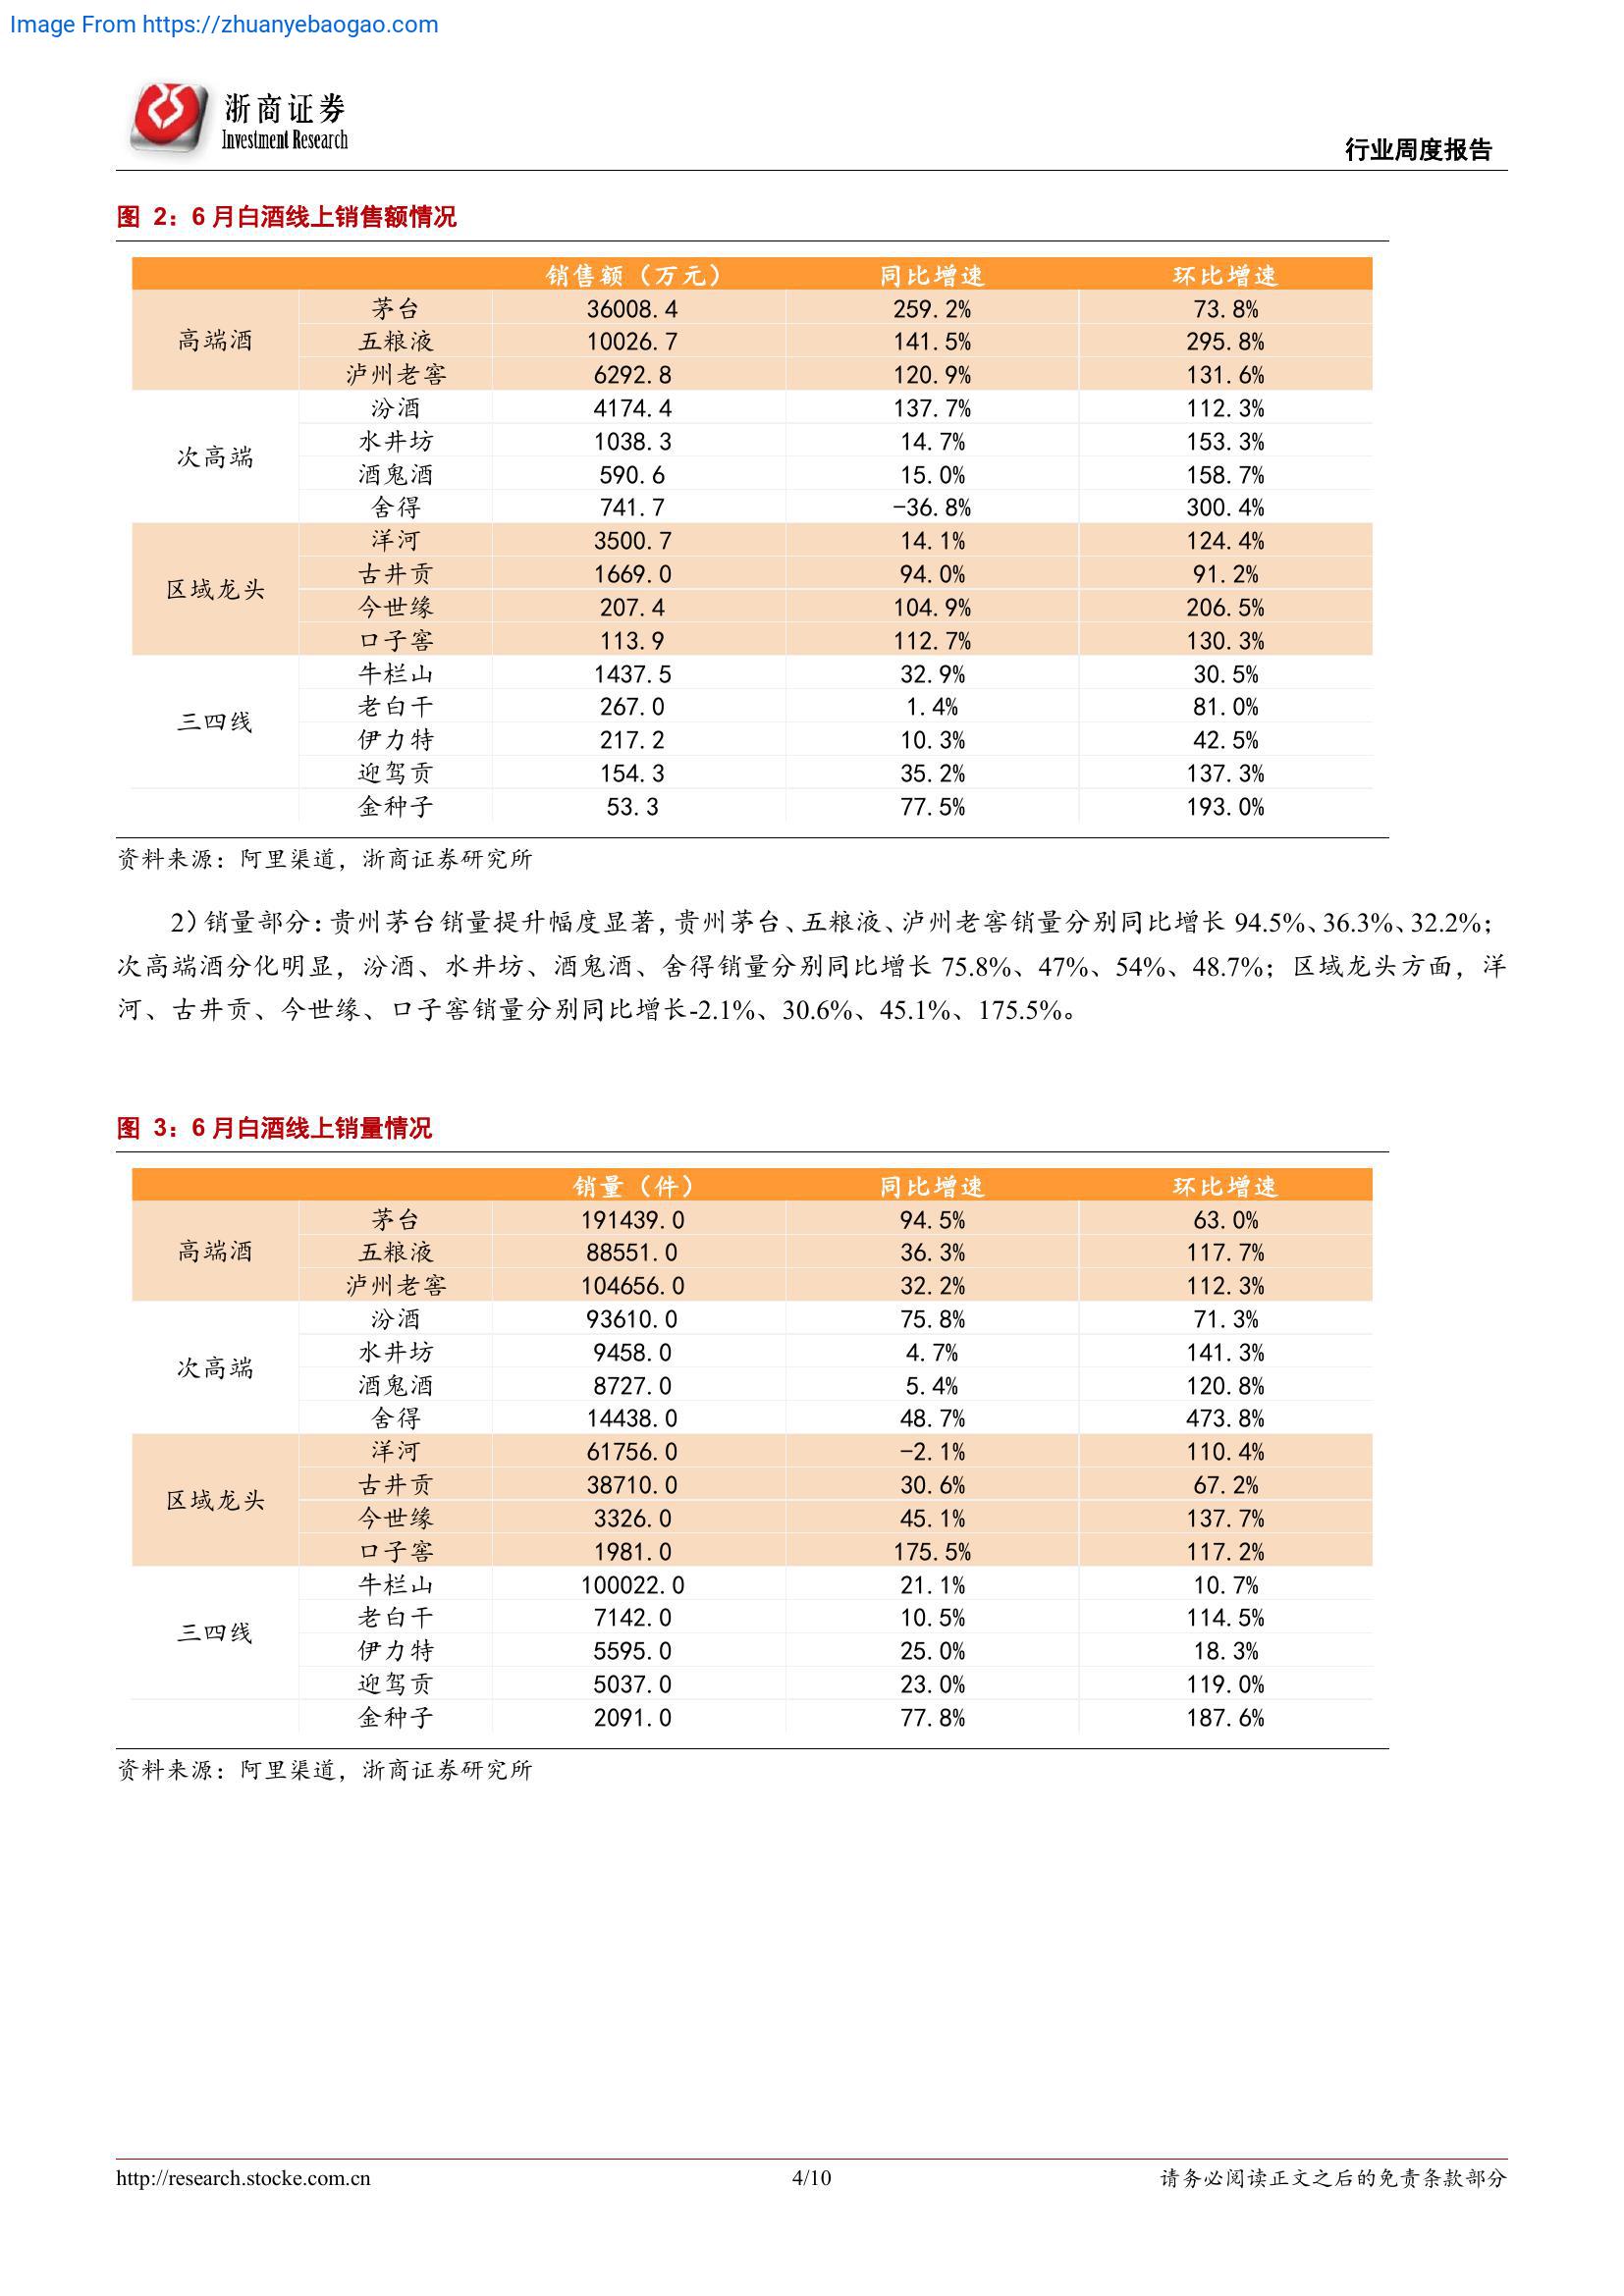 Image From https://zhuanyebaogao.com
浙商证券
Investment Research
行业周度报告
图 2：6 月白酒线上销售额情况
销售额（万元） 同比增速 环比增速
高端酒
茅台 36008.4 259.2% 73.8%
五粮液 10026.7 141.5% 295.8%
泸州老窖 6292.8 120.9% 131.6%
次高端
汾酒 4174.4 137.7% 112.3%
水井坊 1038.3 14.7% 153.3%
酒鬼酒 590.6 15.0% 158.7%
舍得 741.7 -36.8% 300.4%
区域龙头
洋河 3500.7 14.1% 124.4%
古井贡 1669.0 94.0% 91.2%
今世缘 207.4 104.9% 206.5%
口子窖 113.9 112.7% 130.3%
三四线
牛栏山 1437.5 32.9% 30.5%
老白干 267.0 1.4% 81.0%
伊力特 217.2 10.3% 42.5%
迎驾贡 154.3 35.2% 137.3%
金种子 53.3 77.5% 193.0%
资料来源：阿里渠道，浙商证券研究所
2）销量部分：贵州茅台销量提升幅度显著，贵州茅台、五粮液、泸州老窖销量分别同比增长 94.5%、36.3%、32.2%；
次高端酒分化明显，汾酒、水井坊、酒鬼酒、舍得销量分别同比增长 75.8%、47%、54%、48.7%；区域龙头方面，洋
河、古井贡、今世缘、口子窖销量分别同比增长-2.1%、30.6%、45.1%、175.5%。
图 3：6 月白酒线上销量情况
销量（件） 同比增速 环比增速
高端酒
茅台 191439.0 94.5% 63.0%
五粮液 88551.0 36.3% 117.7%
泸州老窖 104656.0 32.2% 112.3%
次高端
汾酒 93610.0 75.8% 71.3%
水井坊 9458.0 4.7% 141.3%
酒鬼酒 8727.0 5.4% 120.8%
舍得 14438.0 48.7% 473.8%
区域龙头
洋河 61756.0 -2.1% 110.4%
古井贡 38710.0 30.6% 67.2%
今世缘 3326.0 45.1% 137.7%
口子窖 1981.0 175.5% 117.2%
三四线
牛栏山 100022.0 21.1% 10.7%
老白干 7142.0 10.5% 114.5%
伊力特 5595.0 25.0% 18.3%
迎驾贡 5037.0 23.0% 119.0%
金种子 2091.0 77.8% 187.6%
资料来源：阿里渠道，浙商证券研究所
http://research.stocke.com.cn 4/10 请务必阅读正文之后的免责条款部分